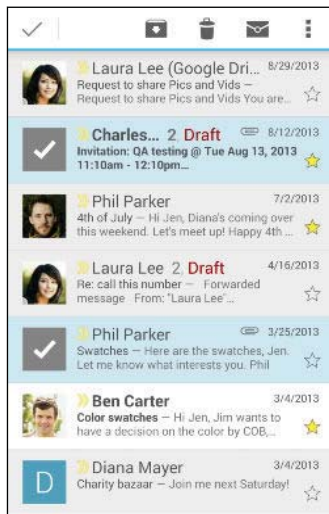 Laura Lee (Google Dri... 8/29/2013
Request to share Pics and Vids –
Request to share Pics and Vids You are...
Charles... 2, Draft 8/12/2013
Invitation: QA testing @ Tue Aug 13, 2013
11:10am - 12:10pm...
Phil Parker 7/2/2013
4th of July – Hi Jen, Diana's coming over
this weekend. Let's meet up! Happy 4th ...
Laura Lee 2, Draft 4/16/2013
Re: call this number – Forwarded
message From: "Laura Lee"...
Phil Parker 3/25/2013
Swatches – Here are the swatches, Jen.
Let me know what interests you. Phil
Ben Carter 3/4/2013
Color swatches – Hi Jen, Jim wants to
have a decision on the color by COB,...
D Diana Mayer 3/4/2013
Charity bazaar – Join me next Saturday!